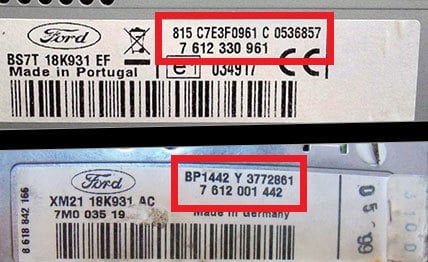 Ford
815 C7E3F0961 C 0536857
7 612 330 961
BS7T 18K931 EF
Made in Portugal
e1 034917 CE
Ford
BP1442 Y 3772861
7 612 001 442
XM21 18K931 AC
7M0 035 19
Made in Germany
8 618 842 166
05 99